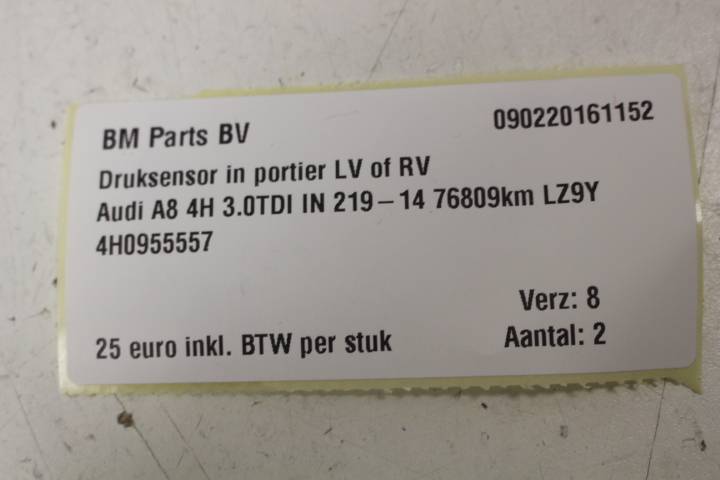 BM Parts BV 090220161152
Druksensor in portier LV of RV
Audi A8 4H 3.0TDI IN 219-14 76809km LZ9Y
4H0955557
Verz: 8
25 euro inkl. BTW per stuk Aantal: 2